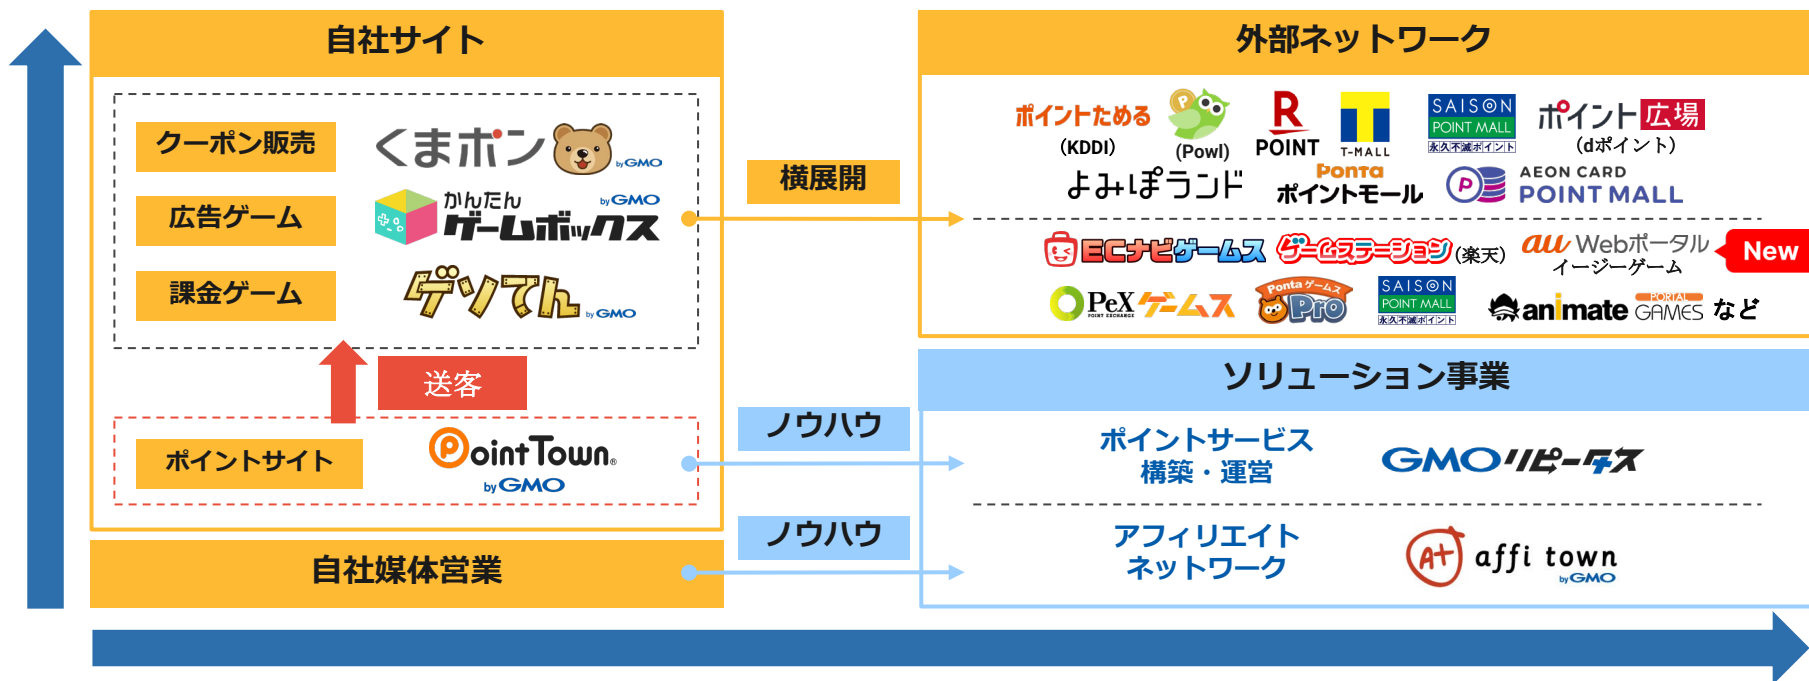 自社サイト
クーポン販売
くまポン
by GMO
広告ゲーム
かんたん
by GMO
ゲームボックス
課金ゲーム
ゲソてん
by GMO
送客
ポイントサイト
PointTown®
by GMO
自社媒体営業
横展開
ノウハウ
ノウハウ
外部ネットワーク
ポイントためる
(KDDI)
P
(Powl)
R
POINT
T
T-MALL
SAISON
POINT MALL
永久不滅ポイント
ポイント広場
(dポイント)
よみぽランド
Ponta
ポイントモール
P
AEON CARD
POINT MALL
ECナビゲームス
ゲームステーション(楽天)
au Webポータル
イージーゲーム
New
PeX
POINT EXCHANGE
ゲームス
Pontaゲームス
Pro
SAISON
POINT MALL
永久不滅ポイント
animate
PORTAL
GAMES
など
ソリューション事業
ポイントサービス
構築・運営
GMOリピータス
アフィリエイト
ネットワーク
A+
affi town
by GMO